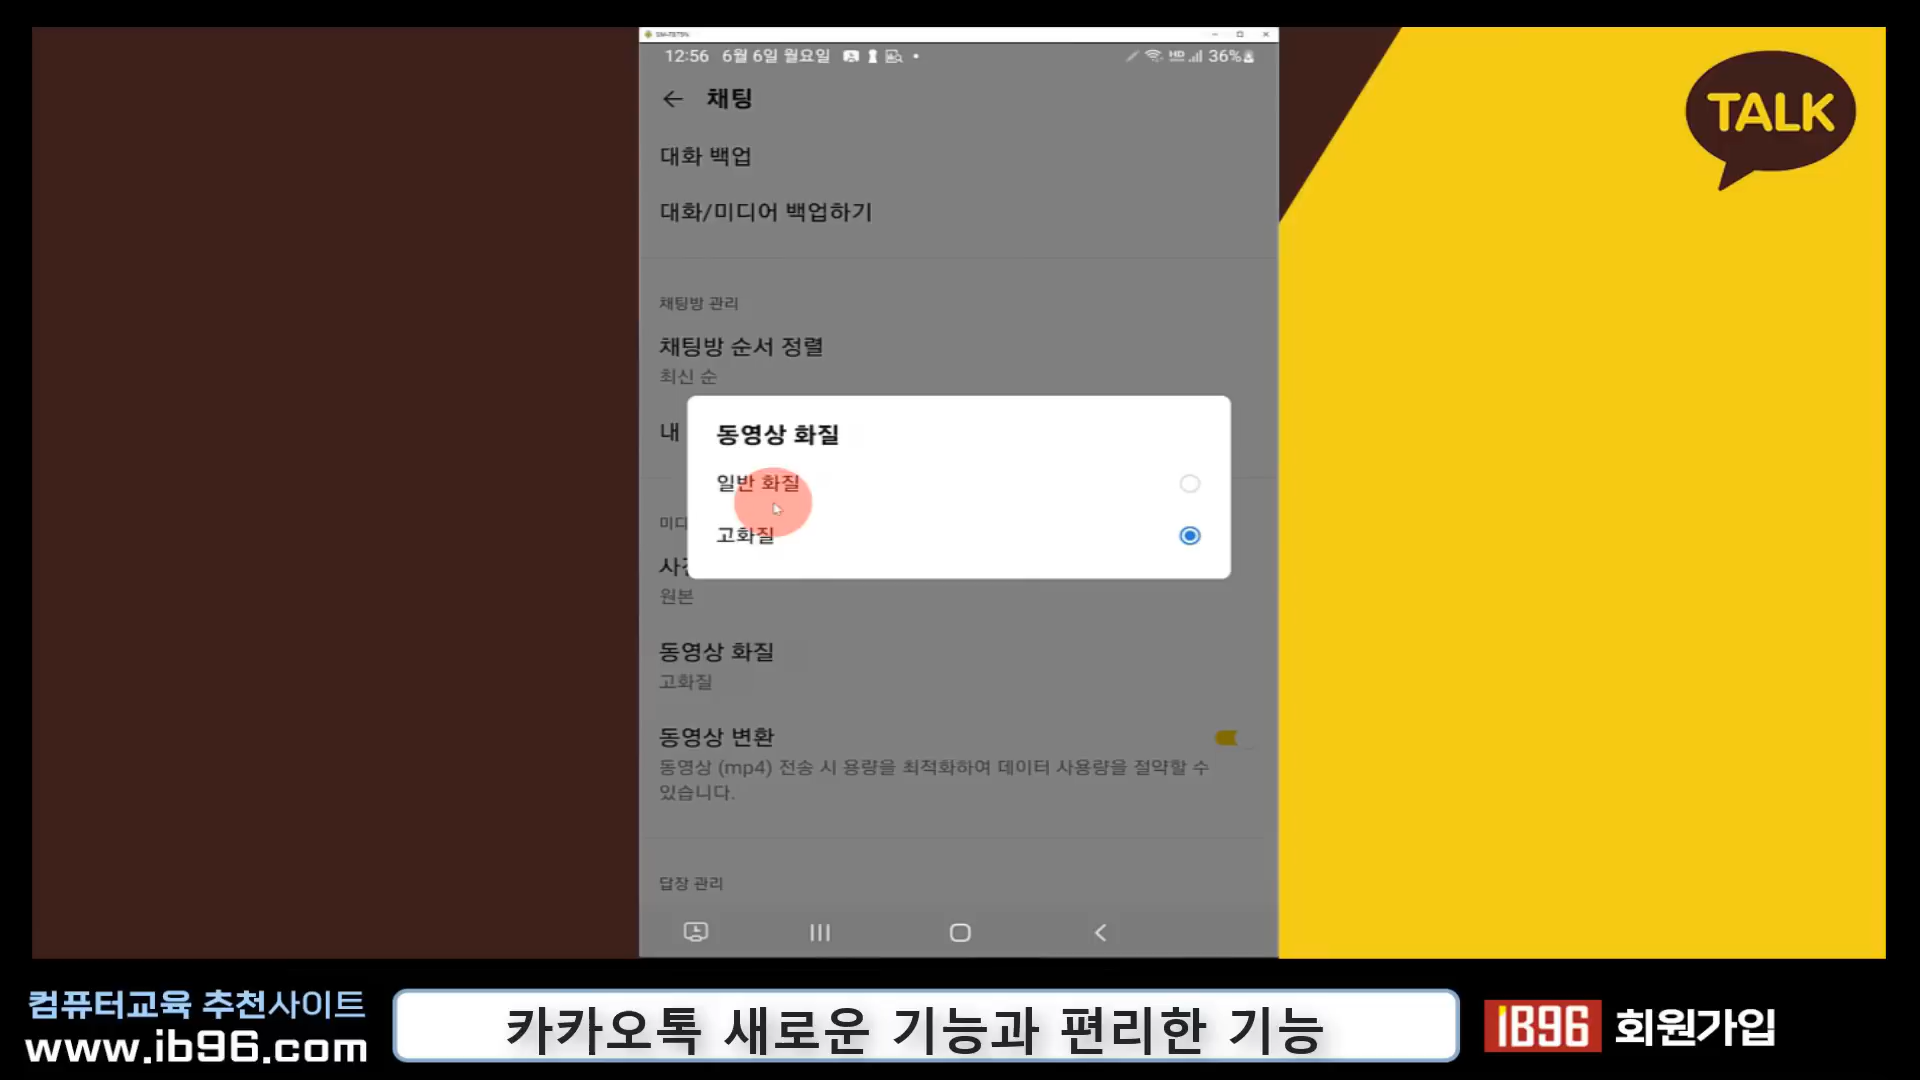 SM-T875N
12:56 6월 6일 월요일
HD 36%
채팅
TALK
대화 백업
대화/미디어 백업하기
채팅방 관리
채팅방 순서 정렬
최신 순
내
동영상 화질
일반 화질
고화질
미디
사진
원본
동영상 화질
고화질
동영상 변환
동영상 (mp4) 전송 시 용량을 최적화하여 데이터 사용량을 절약할 수
있습니다.
답장 관리
컴퓨터교육 추천사이트
www.ib96.com
카카오톡 새로운 기능과 편리한 기능
IB96 회원가입